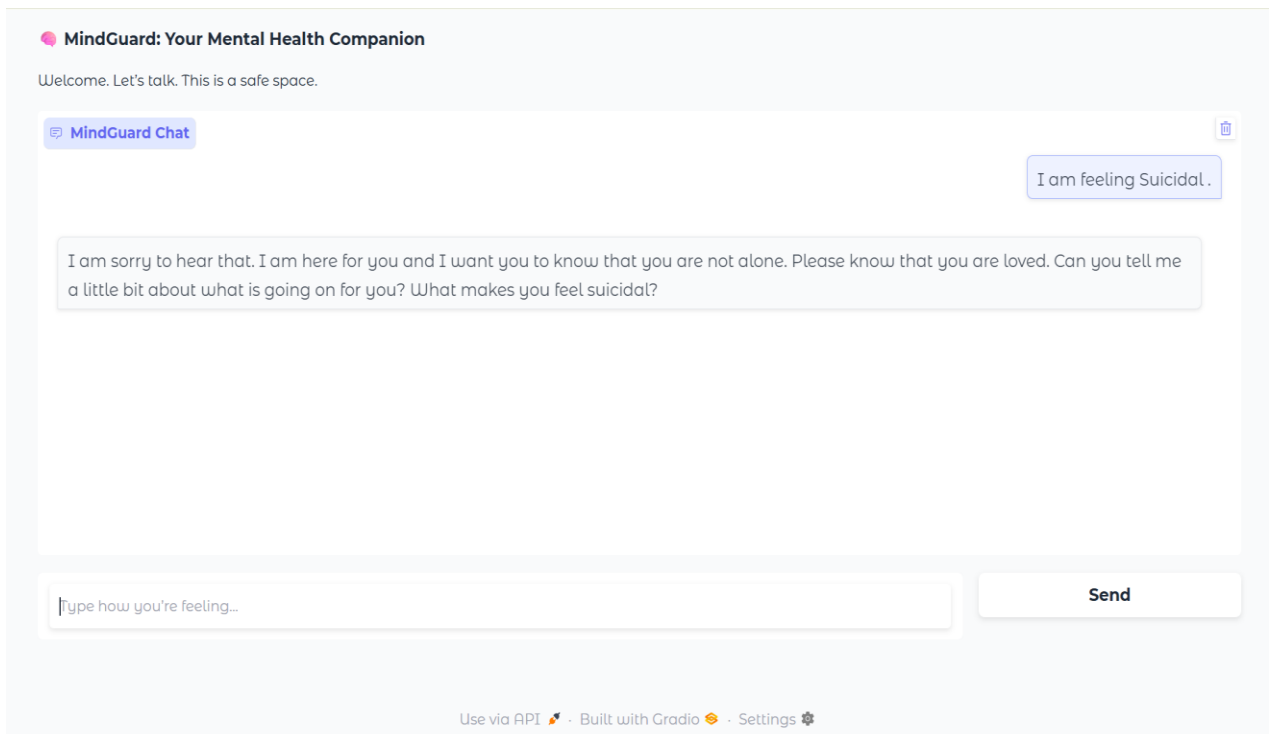 🧠 MindGuard: Your Mental Health Companion
Welcome. Let's talk. This is a safe space.
MindGuard Chat
I am feeling Suicidal .
I am sorry to hear that. I am here for you and I want you to know that you are not alone. Please know that you are loved. Can you tell me
a little bit about what is going on for you? What makes you feel suicidal?
Type how you're feeling...
Send
Use via API 🚀 · Built with Gradio · Settings ⚙️